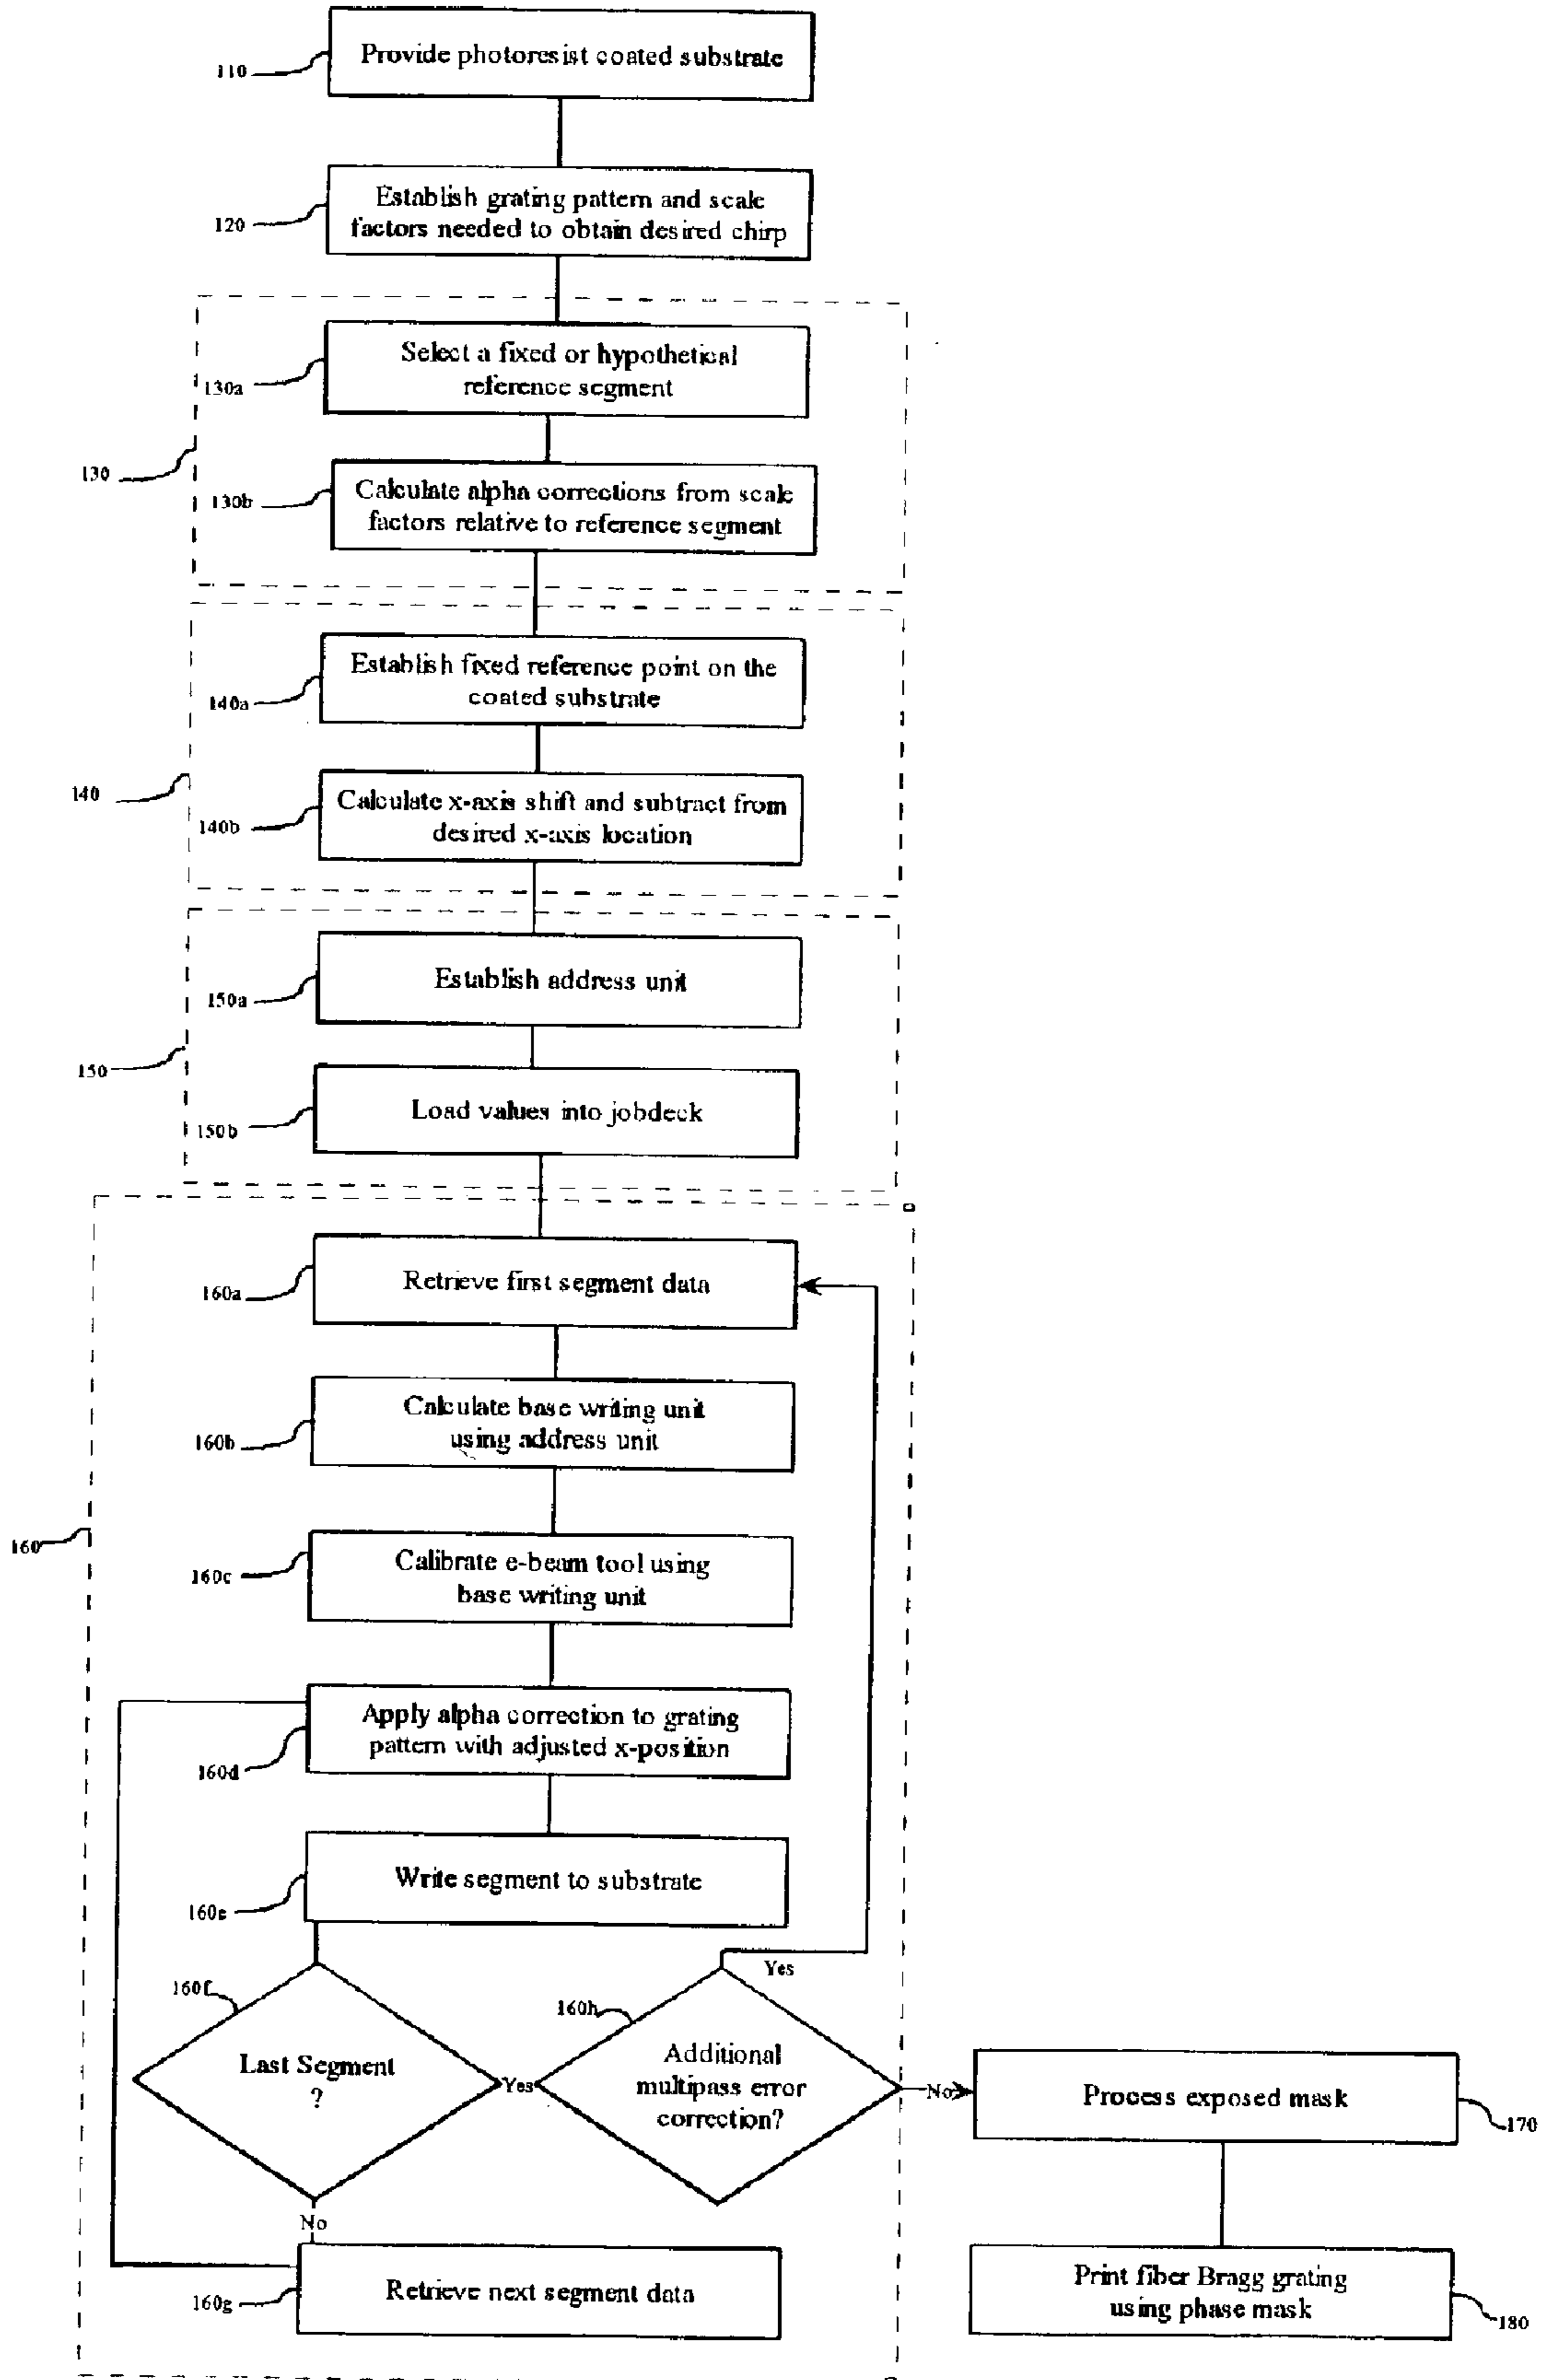 Provide photoresist coated substrate
110
Establish grating pattern and scale
factors needed to obtain desired chirp
120
Select a fixed or hypothetical
reference segment
130a
130
Calculate alpha corrections from scale
factors relative to reference segment
130b
Establish fixed reference point on the
coated substrate
140a
140
Calculate x-axis shift and subtract from
desired x-axis location
140b
Establish address unit
150a
150
Load values into jobdeck
150b
Retrieve first segment data
160a
Calculate base writing unit
using address unit
160b
160
Calibrate e-beam tool using
base writing unit
160c
Apply alpha correction to grating
pattern with adjusted x-position
160d
Write segment to substrate
160e
Yes
160f
160h
Last Segment
?
Yes
Additional
multipass error
correction?
No
Process exposed mask
170
No
Retrieve next segment data
160g
Print fiber Bragg grating
using phase mask
180